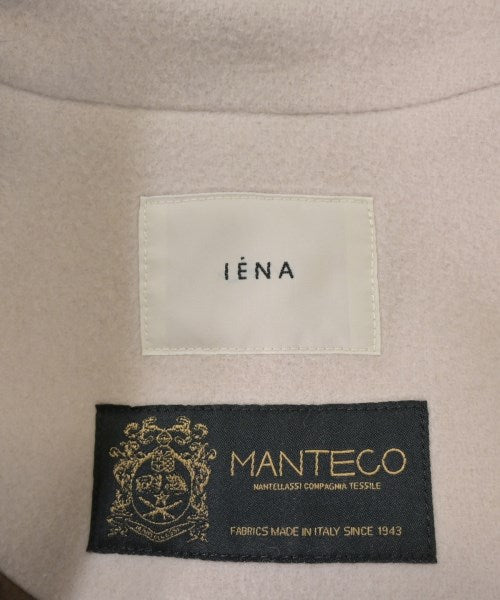 IÉNA
MANTECO
MANTELLASSI COMPAGNIA TESSILE
FABRICS MADE IN ITALY SINCE 1943